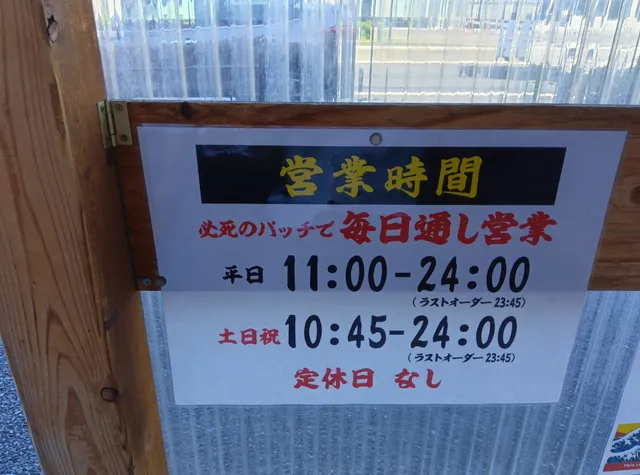 営業時間
必死のパッチで 毎日通し営業
平日 11:00-24:00
(ラストオーダー 23:45)
土日祝 10:45-24:00
(ラストオーダー 23:45)
定休日 なし